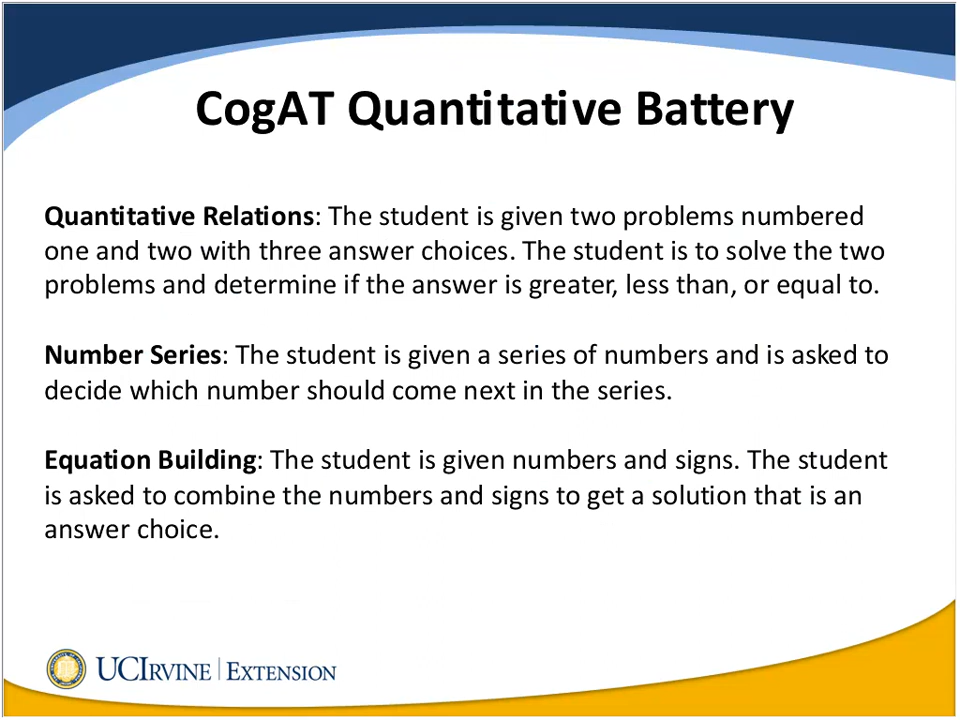 CogAT Quantitative Battery
Quantitative Relations: The student is given two problems numbered
one and two with three answer choices. The student is to solve the two
problems and determine if the answer is greater, less than, or equal to.
Number Series: The student is given a series of numbers and is asked to
decide which number should come next in the series.
Equation Building: The student is given numbers and signs. The student
is asked to combine the numbers and signs to get a solution that is an
answer choice.
UCIRVINE | EXTENSION